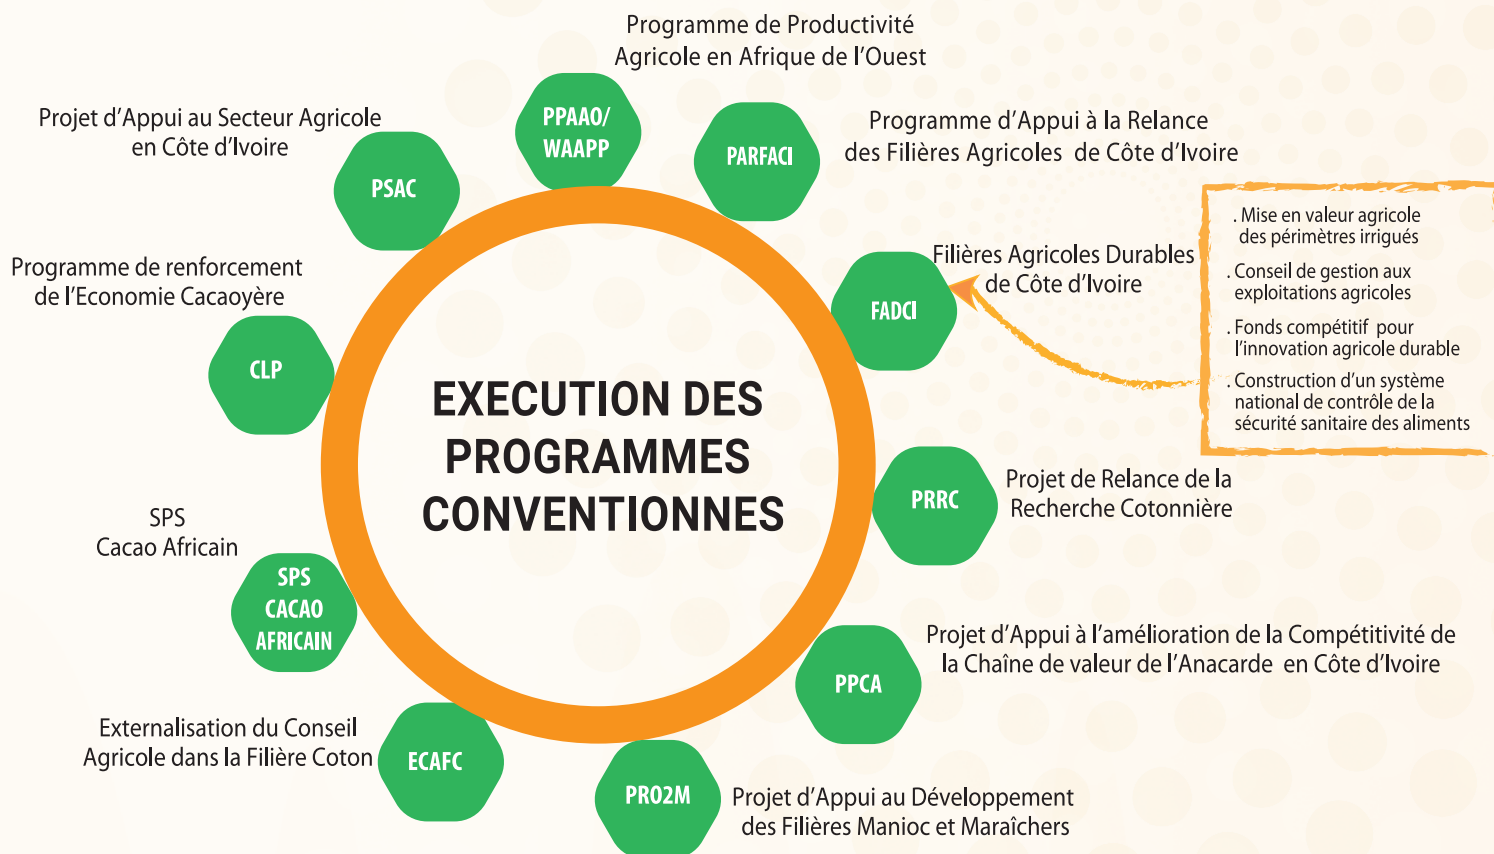 Programme de Productivité
Agricole en Afrique de l'Ouest
PPAAO/
WAAPP
Programme d'Appui à la Relance
des Filières Agricoles de Côte d'Ivoire
PARFACI
Filières Agricoles Durables
de Côte d'Ivoire
FADCI
. Mise en valeur agricole
des périmètres irrigués
. Conseil de gestion aux
exploitations agricoles
. Fonds compétitif pour
l'innovation agricole durable
. Construction d'un système
national de contrôle de la
sécurité sanitaire des aliments
PRRC
Projet de Relance de la
Recherche Cotonnière
PPCA
Projet d'Appui à l'amélioration de la Compétitivité de
la Chaîne de valeur de l'Anacarde en Côte d'Ivoire
PRO2M
Projet d'Appui au Développement
des Filières Manioc et Maraîchers
Externalisation du Conseil
Agricole dans la Filière Coton
ECAFC
SPS
Cacao Africain
SPS
CACAO
AFRICAIN
Programme de renforcement
de l'Economie Cacaoyère
CLP
Projet d'Appui au Secteur Agricole
en Côte d'Ivoire
PSAC
EXECUTION DES
PROGRAMMES
CONVENTIONNES